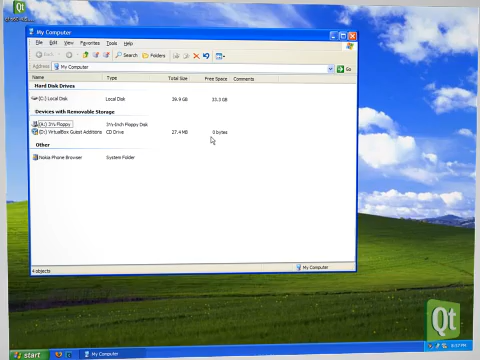 Qt
My Computer
File Edit View Favorites Tools Help
Back Search Folders
Address My Computer Go
Name Type Total Size Free Space Comments
Hard Disk Drives
(C:) Local Disk Local Disk 39.9 GB 33.3 GB
Devices with Removable Storage
(A:) 3½ Floppy 3½-Inch Floppy Disk
(D:) VirtualBox Guest Additions CD Drive 27.4 MB 0 bytes
Other
Nokia Phone Browser System Folder
4 objects My Computer
Qt
start My Computer